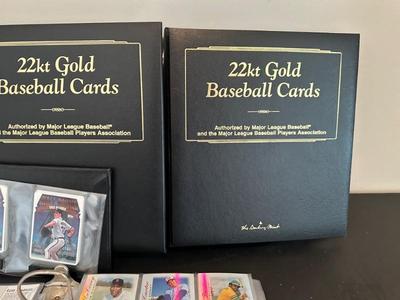 22kt Gold
Baseball Cards
Authorized by Major League Baseball®
the Major League Baseball Players Association
22kt Gold
Baseball Cards
Authorized by Major League Baseball®
and the Major League Baseball Players Association
The Danbury Mint